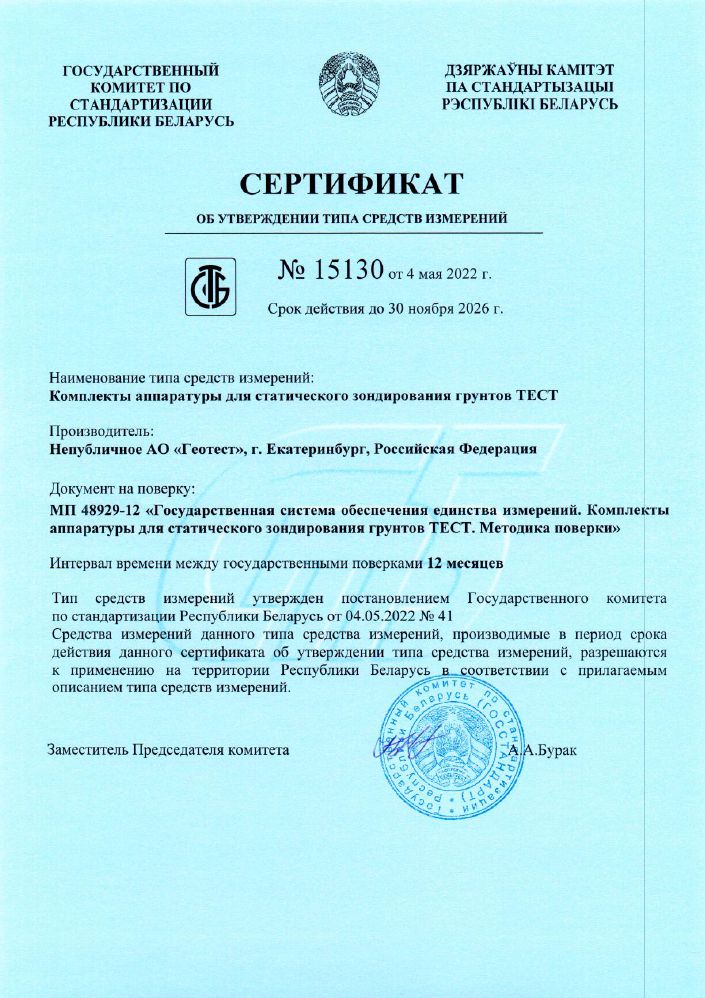 ГОСУДАРСТВЕННЫЙ
КОМИТЕТ ПО
СТАНДАРТИЗАЦИИ
РЕСПУБЛИКИ БЕЛАРУСЬ
ДЗЯРЖАЎНЫ КАМІТЭТ
ПА СТАНДАРТЫЗАЦЫІ
РЭСПУБЛІКІ БЕЛАРУСЬ
СЕРТИФИКАТ
ОБ УТВЕРЖДЕНИИ ТИПА СРЕДСТВ ИЗМЕРЕНИЙ
СТБ
№ 15130 от 4 мая 2022 г.
Срок действия до 30 ноября 2026 г.
Наименование типа средств измерений:
Комплекты аппаратуры для статического зондирования грунтов ТЕСТ
Производитель:
Непубличное АО «Геотест», г. Екатеринбург, Российская Федерация
Документ на поверку:
МП 48929-12 «Государственная система обеспечения единства измерений. Комплекты
аппаратуры для статического зондирования грунтов ТЕСТ. Методика поверки»
Интервал времени между государственными поверками 12 месяцев
Тип средств измерений утвержден постановлением Государственного комитета
по стандартизации Республики Беларусь от 04.05.2022 № 41
Средства измерений данного типа средства измерений, производимые в период срока
действия данного сертификата об утверждении типа средства измерений, разрешаются
к применению на территории Республики Беларусь в соответствии с прилагаемым
описанием типа средств измерений.
Заместитель Председателя комитета
А.А.Бурак
Государственный комитет по стандартизации
Республики Беларусь (ГОССТАНДАРТ)